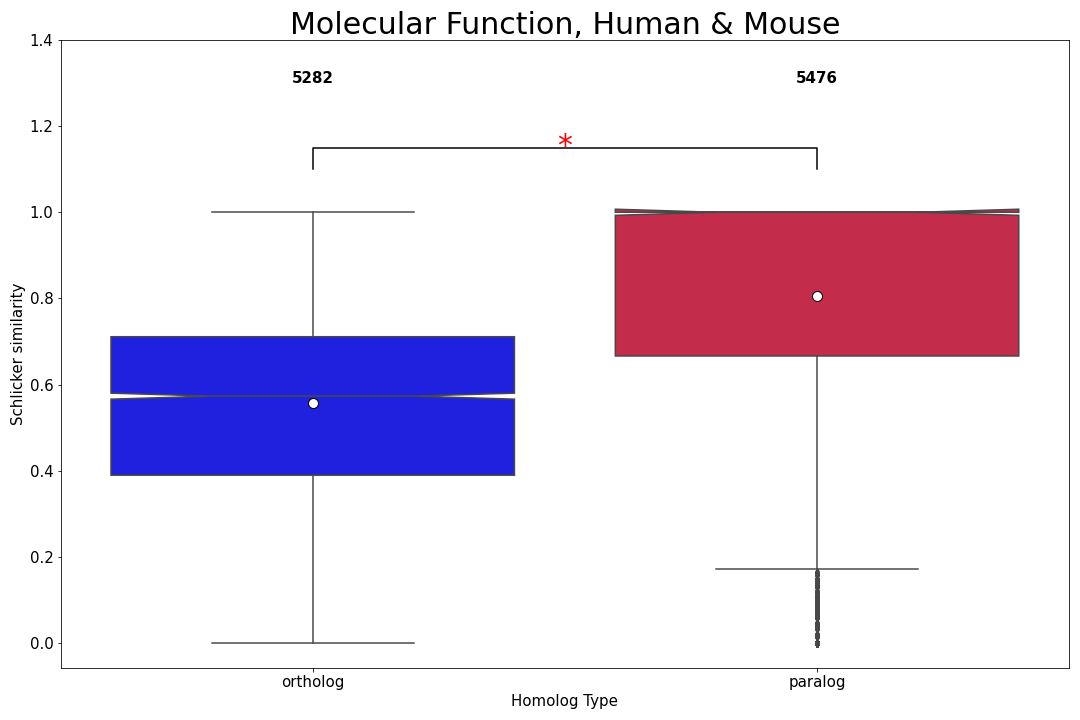 Molecular Function, Human & Mouse
1.4
5282
5476
1.2
*
1.0
0.8
0.6
0.4
0.2
0.0
Schlicker similarity
ortholog
paralog
Homolog Type